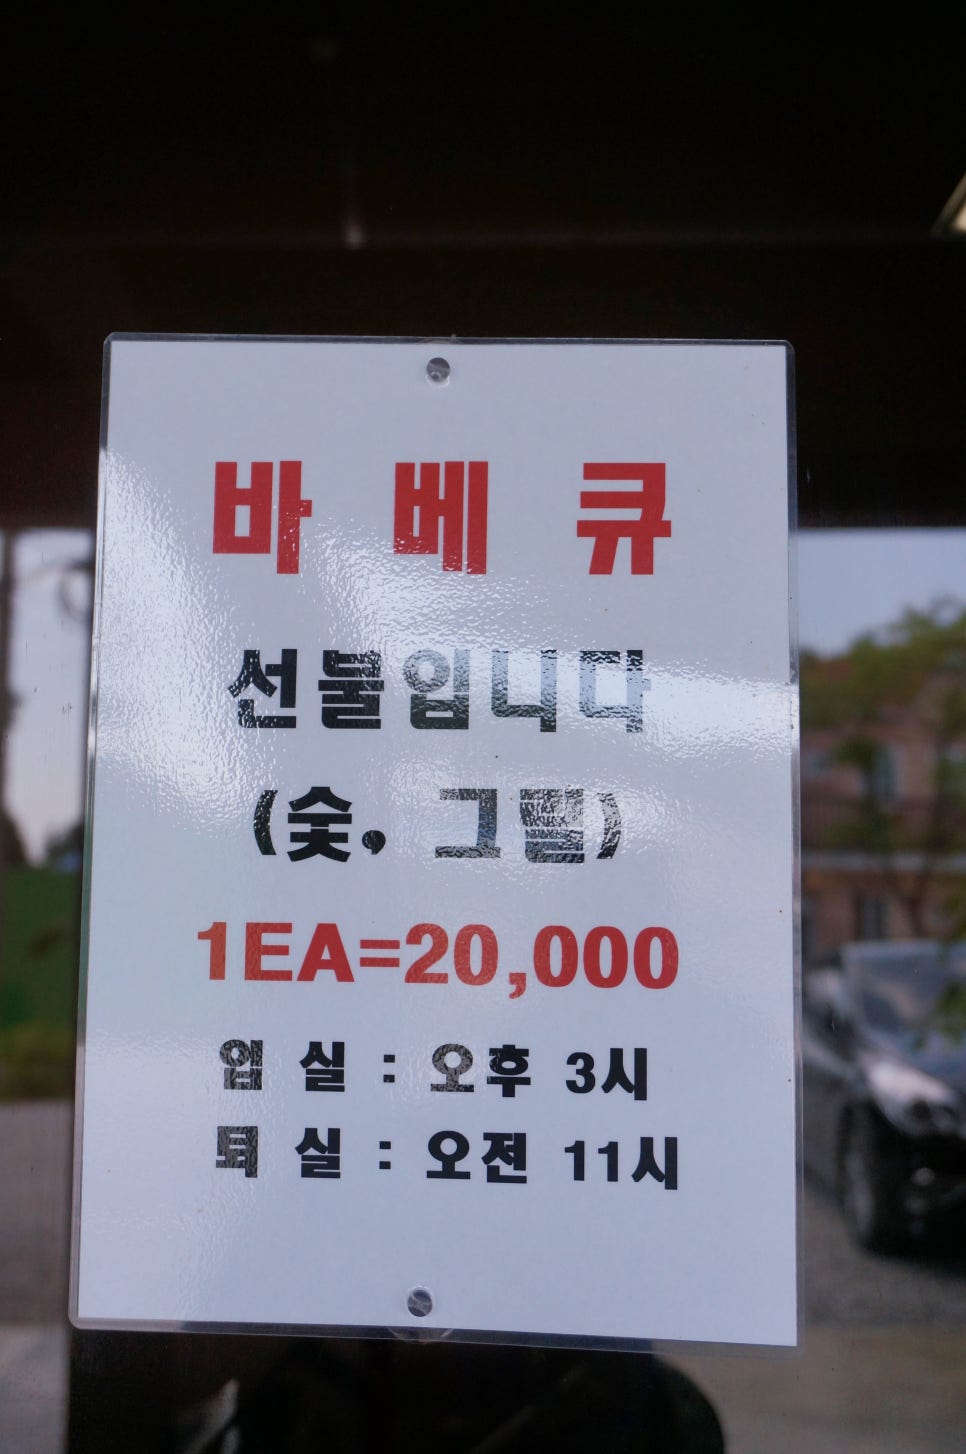 바 베 큐
선불입니다
(숯, 그릴)
1EA=20,000
입 실 : 오후 3시
퇴 실 : 오전 11시